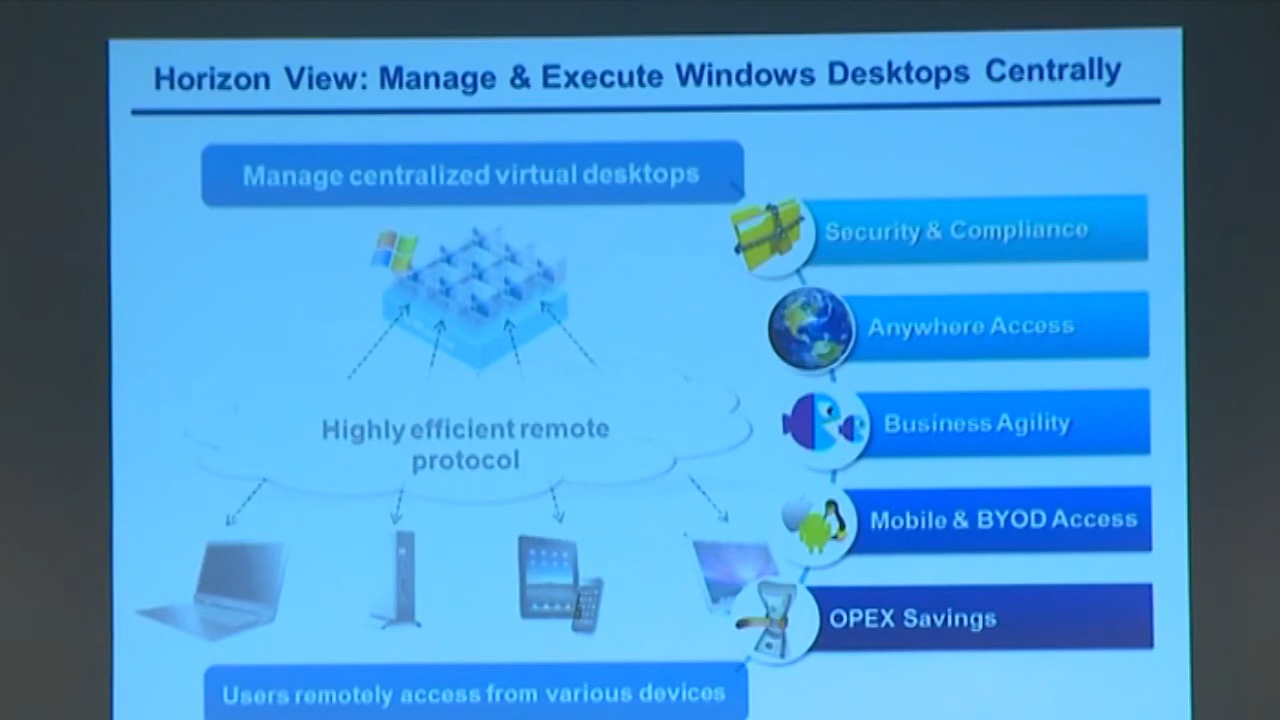 Horizon View: Manage & Execute Windows Desktops Centrally
Manage centralized virtual desktops
Security & Compliance
Anywhere Access
Highly efficient remote
protocol
Business Agility
Mobile & BYOD Access
OPEX Savings
Users remotely access from various devices